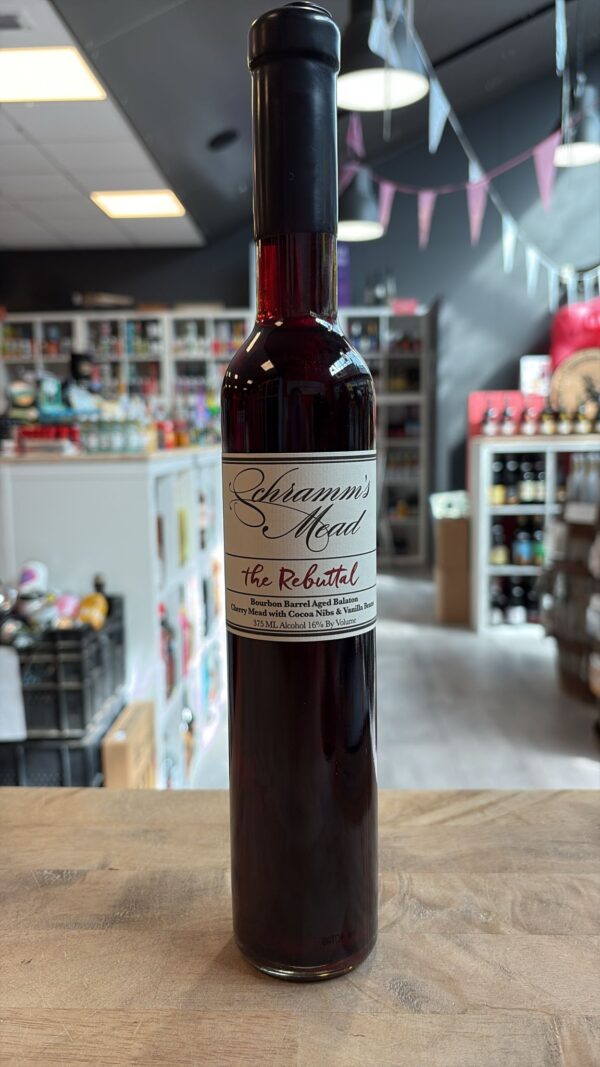 Schramm's
Mead
the Rebuttal
Bourbon Barrel Aged Balaton
Cherry Mead with Cocoa Nibs & Vanilla Beans
375 ML Alcohol 16% By Volume